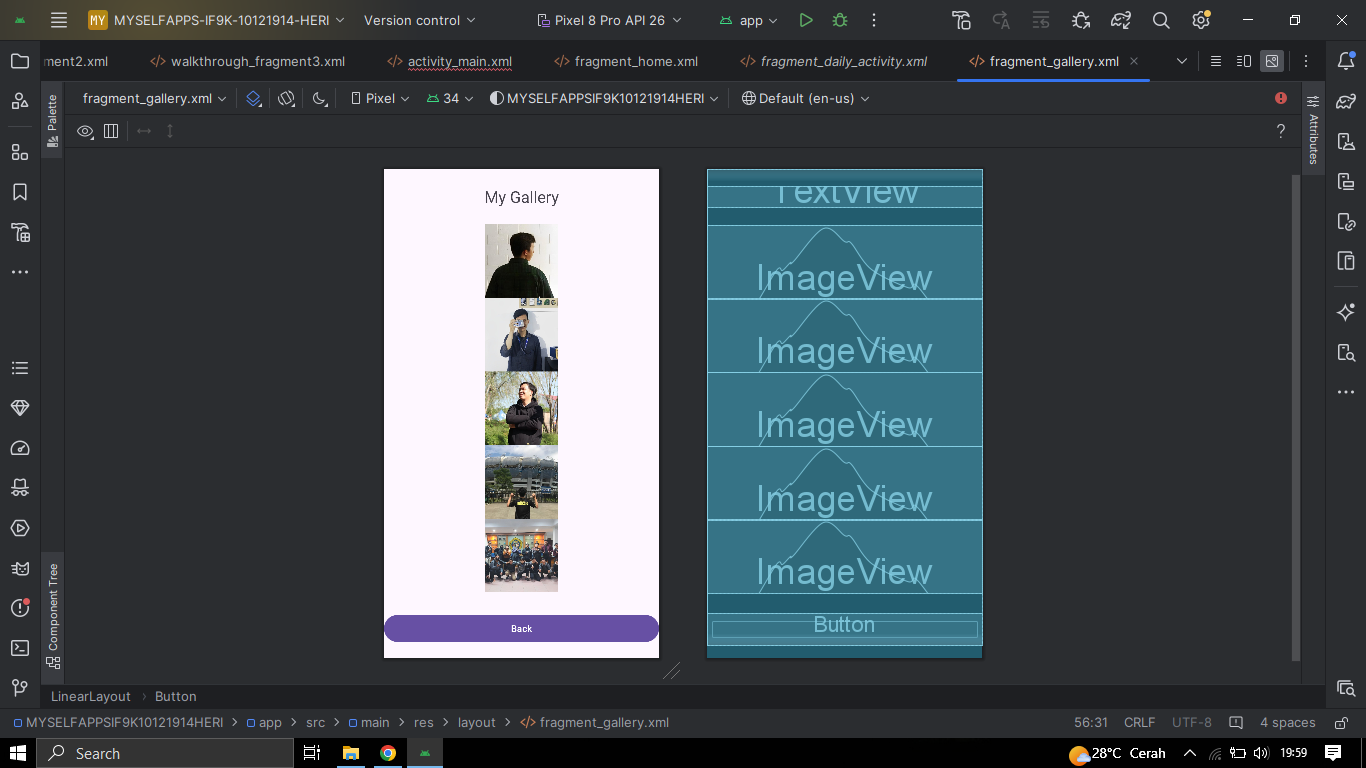 MY MYSELFAPPS-IF9K-10121914-HERI Version control Pixel 8 Pro API 26 app
ment2.xml walkthrough_fragment3.xml activity_main.xml fragment_home.xml fragment_daily_activity.xml fragment_gallery.xml
fragment_gallery.xml Pixel 34 MYSELFAPPSIF9K10121914HERI Default (en-us)
Palette
Attributes
?
My Gallery
Back
TextView
ImageView
ImageView
ImageView
ImageView
ImageView
Button
Component Tree
LinearLayout Button
MYSELFAPPSIF9K10121914HERI app src main res layout fragment_gallery.xml 56:31 CRLF UTF-8 4 spaces
Search 28°C Cerah 19:59